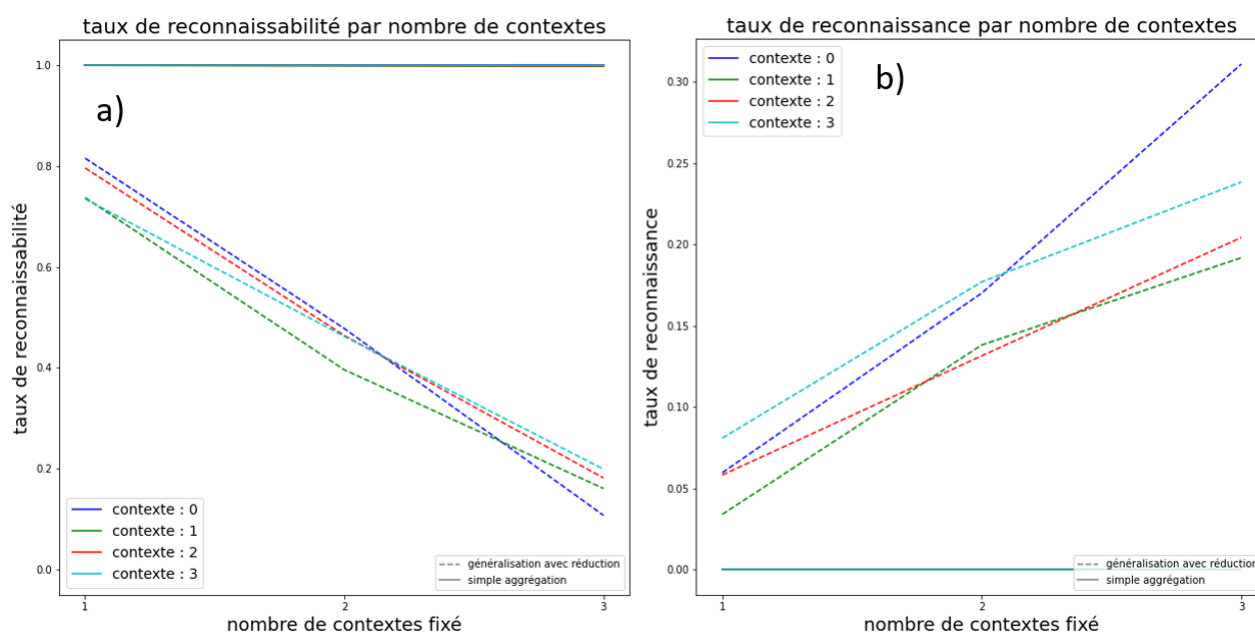 taux de reconnaissabilité par nombre de contextes
a)
taux de reconnaissabilité
1.0
0.8
0.6
0.4
0.2
0.0
contexte : 0
contexte : 1
contexte : 2
contexte : 3
généralisation avec réduction
simple aggrégation
1
2
3
nombre de contextes fixé
taux de reconnaissance par nombre de contextes
contexte : 0
contexte : 1
contexte : 2
contexte : 3
b)
taux de reconnaissance
0.30
0.25
0.20
0.15
0.10
0.05
0.00
généralisation avec réduction
simple aggrégation
1
2
3
nombre de contextes fixé